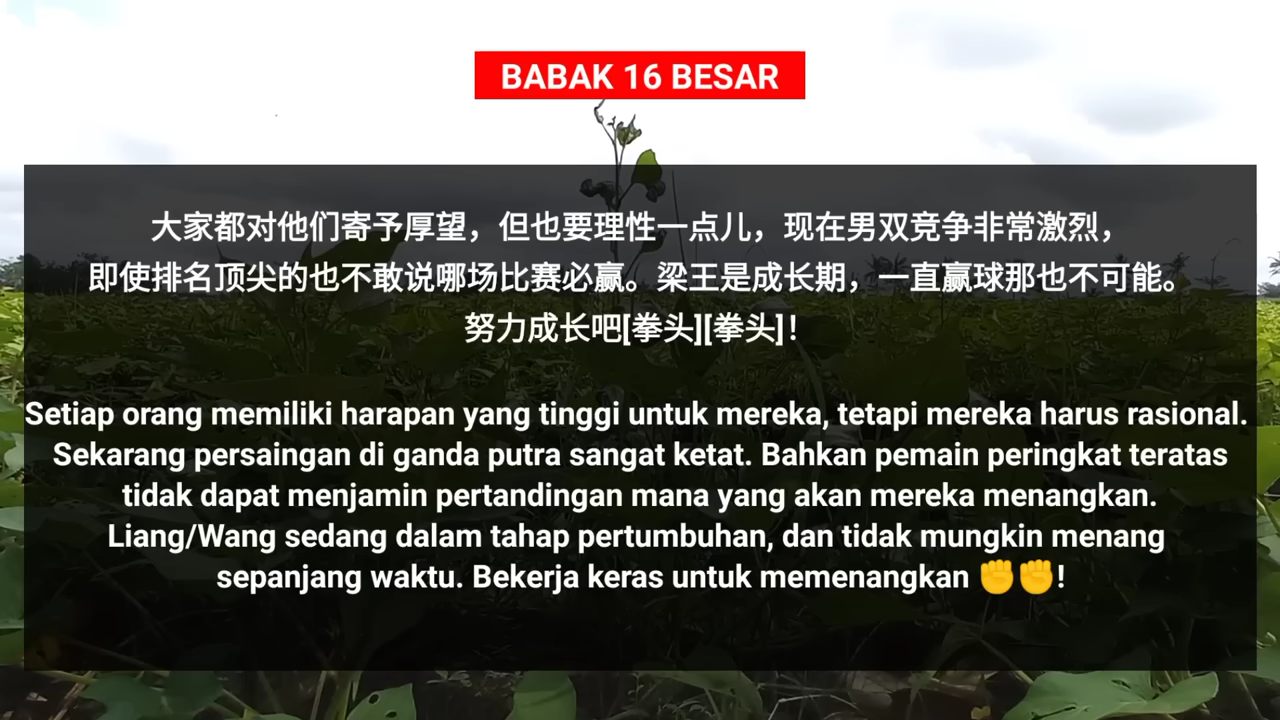 BABAK 16 BESAR
大家都对他们寄予厚望，但也要理性一点儿，现在男双竞争非常激烈，
即使排名顶尖的也不敢说哪场比赛必赢。梁王是成长期，一直赢球那也不可能。
努力成长吧[拳头][拳头]！
Setiap orang memiliki harapan yang tinggi untuk mereka, tetapi mereka harus rasional.
Sekarang persaingan di ganda putra sangat ketat. Bahkan pemain peringkat teratas
tidak dapat menjamin pertandingan mana yang akan mereka menangkan.
Liang/Wang sedang dalam tahap pertumbuhan, dan tidak mungkin menang
sepanjang waktu. Bekerja keras untuk memenangkan ✊✊!